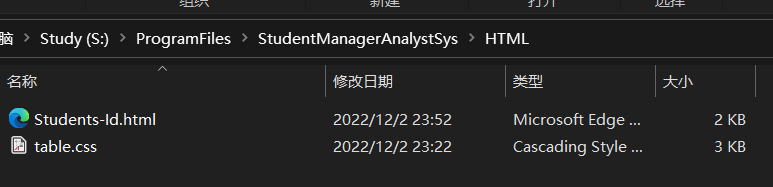 组织 新建 打开 选择
脑 > Study (S:) > ProgramFiles > StudentManagerAnalystSys > HTML
名称 修改日期 类型 大小
Students-Id.html 2022/12/2 23:52 Microsoft Edge ... 2 KB
table.css 2022/12/2 23:22 Cascading Style ... 3 KB